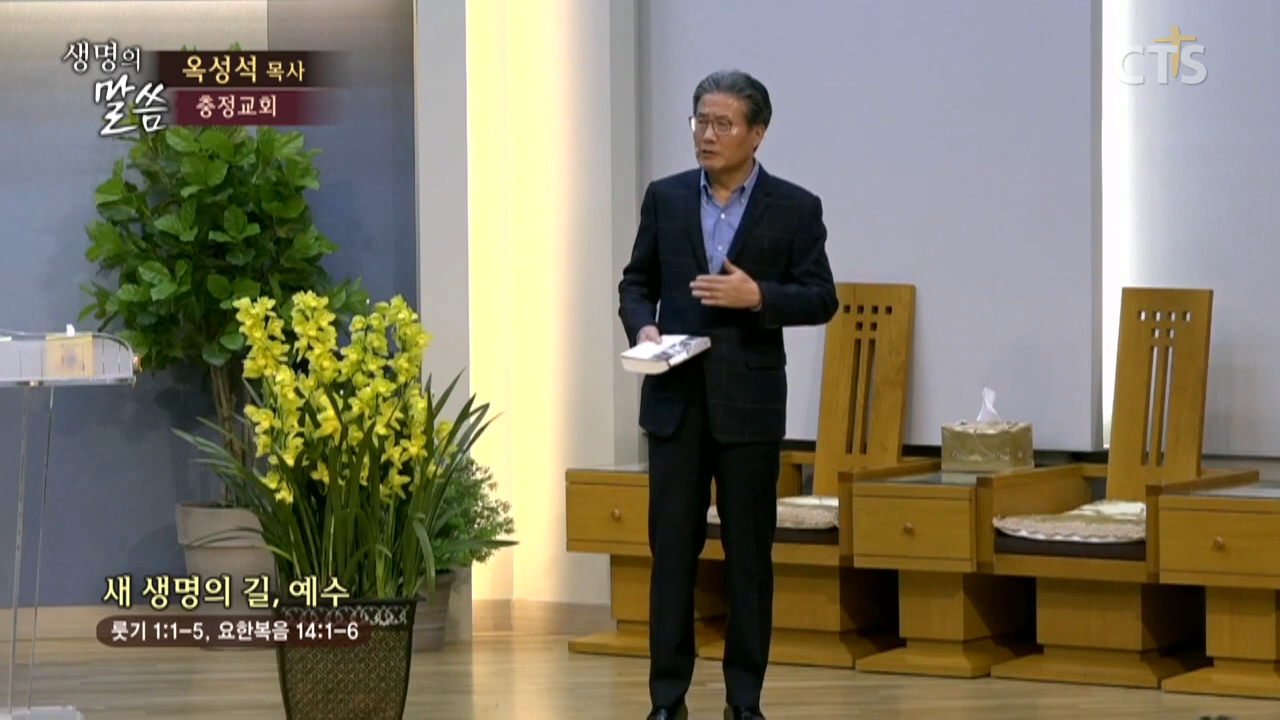 생명의
말씀
옥성석 목사
충정교회
CTS
새 생명의 길, 예수
룻기 1:1-5, 요한복음 14:1-6